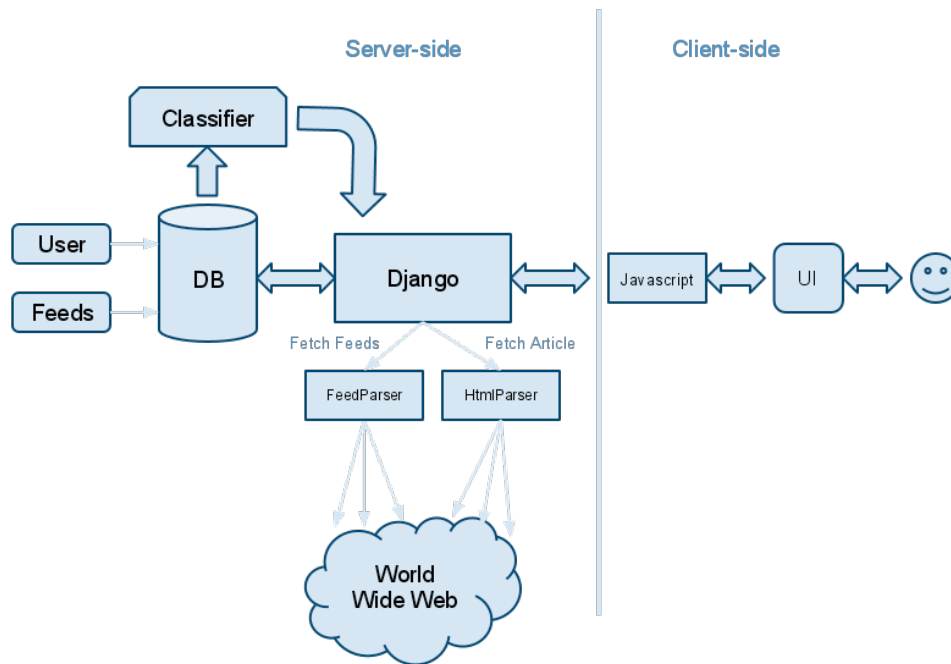 Server-side
Client-side
Classifier
User
DB
Django
Javascript
UI
Feeds
Fetch Feeds
Fetch Article
FeedParser
HtmlParser
World
Wide Web